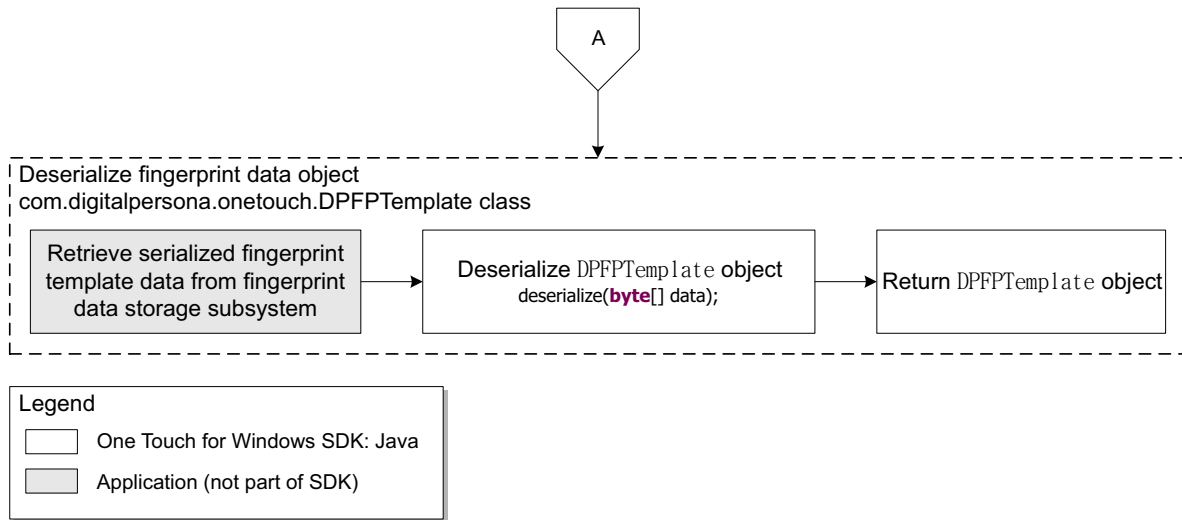 A
Deserialize fingerprint data object
com.digitalpersona.onetouch.DPFPTemplate class
Retrieve serialized fingerprint
template data from fingerprint
data storage subsystem
Deserialize DPFPTemplate object
deserialize(byte[] data);
Return DPFPTemplate object
Legend
One Touch for Windows SDK: Java
Application (not part of SDK)